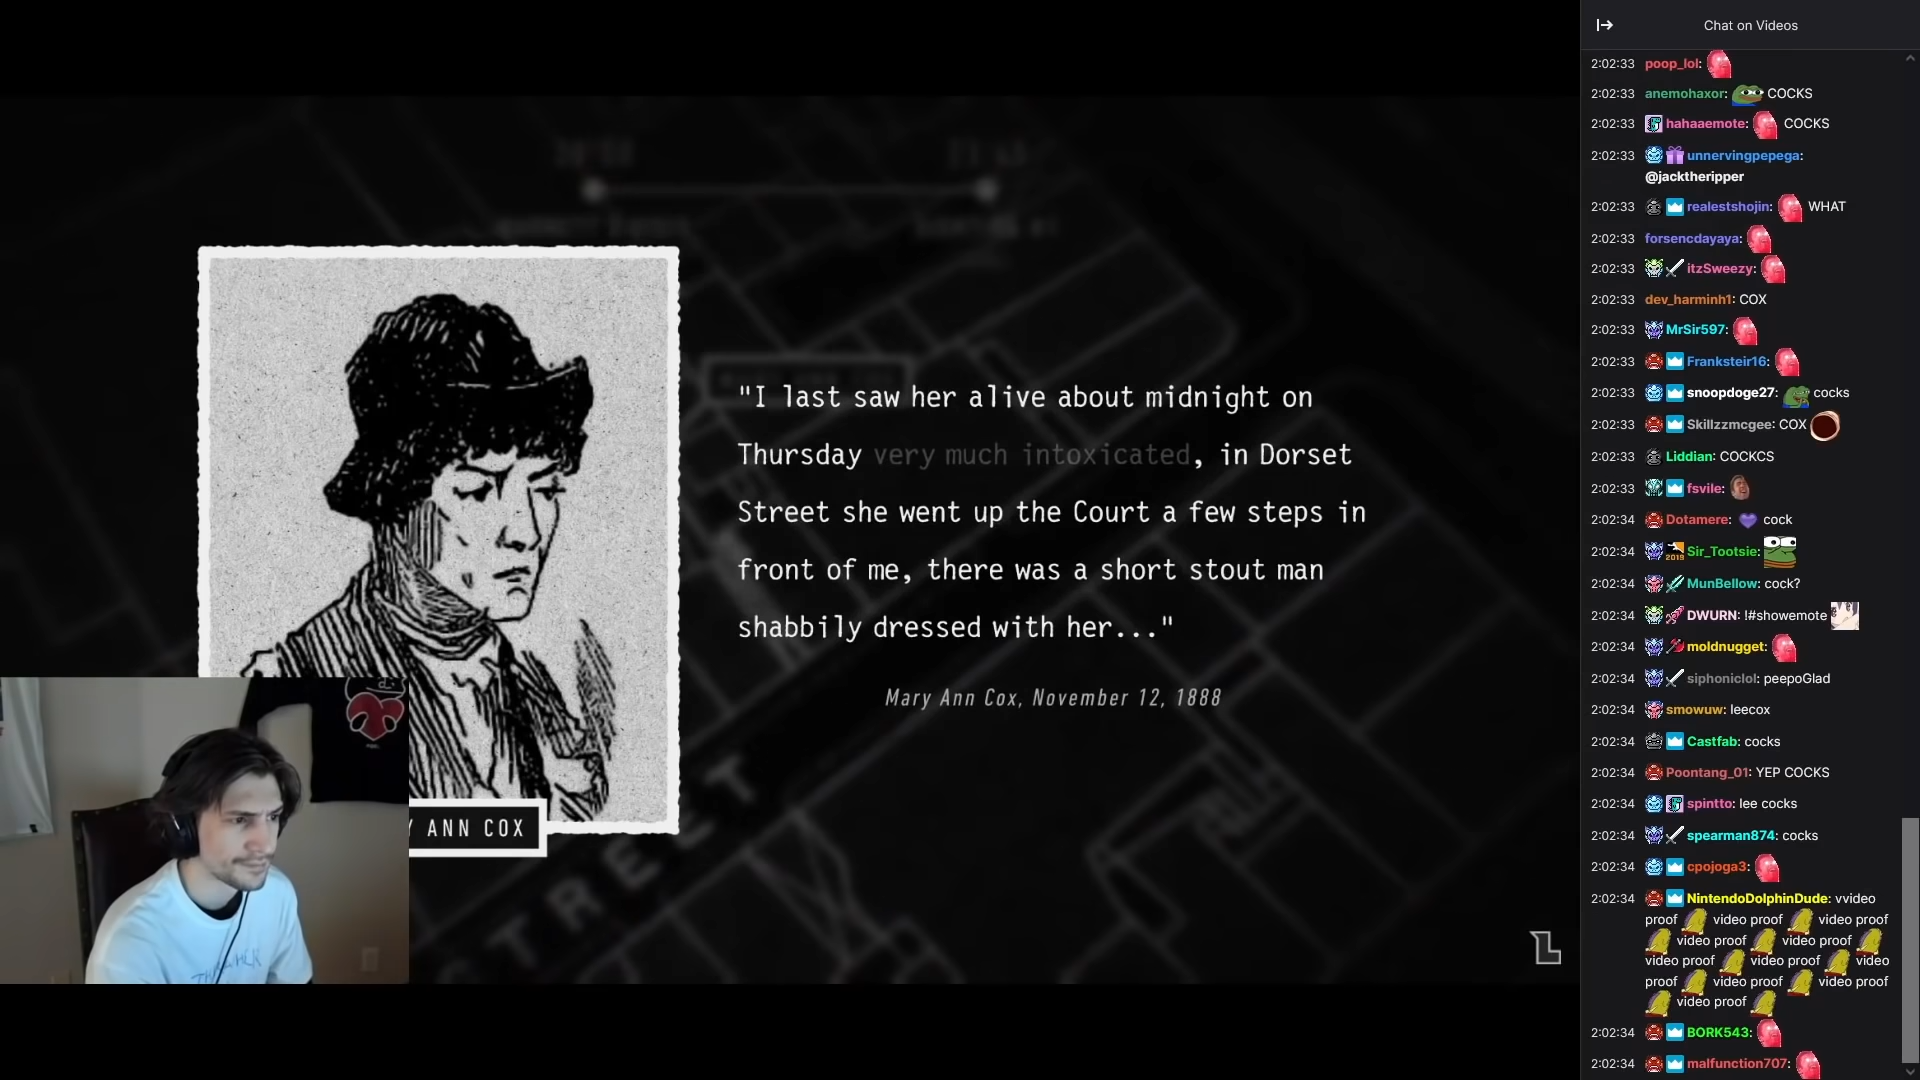 "I last saw her alive about midnight on
Thursday very much intoxicated, in Dorset
Street she went up the Court a few steps in
front of me, there was a short stout man
shabbily dressed with her..."
Mary Ann Cox, November 12, 1888
ANN COX
STREET
Chat on Videos
2:02:33 poop_lol:
2:02:33 anemohaxor: COCKS
2:02:33 hahaaemote: COCKS
2:02:33 unnervingpepega:
@jacktheripper
2:02:33 realestshojin: WHAT
2:02:33 forsencdayaya:
2:02:33 itzSweezy:
2:02:33 dev_harminh1: COX
2:02:33 MrSir597:
2:02:33 Franksteir16:
2:02:33 snoopdoge27: cocks
2:02:33 Skillzzmcgee: COX
2:02:33 Liddian: COCKCS
2:02:33 fsvile:
2:02:34 Dotamere: cock
2:02:34 Sir_Tootsie:
2:02:34 MunBellow: cock?
2:02:34 DWURN: !#showemote
2:02:34 moldnugget:
2:02:34 siphoniclol: peepoGlad
2:02:34 smowuw: leecox
2:02:34 Castfab: cocks
2:02:34 Poontang_01: YEP COCKS
2:02:34 spintto: lee cocks
2:02:34 spearman874: cocks
2:02:34 cpojoga3:
2:02:34 NintendoDolphinDude: vvideo
proof video proof video proof
video proof video proof
video proof video proof video
proof video proof video proof
video proof
2:02:34 BORK543:
2:02:34 malfunction707: